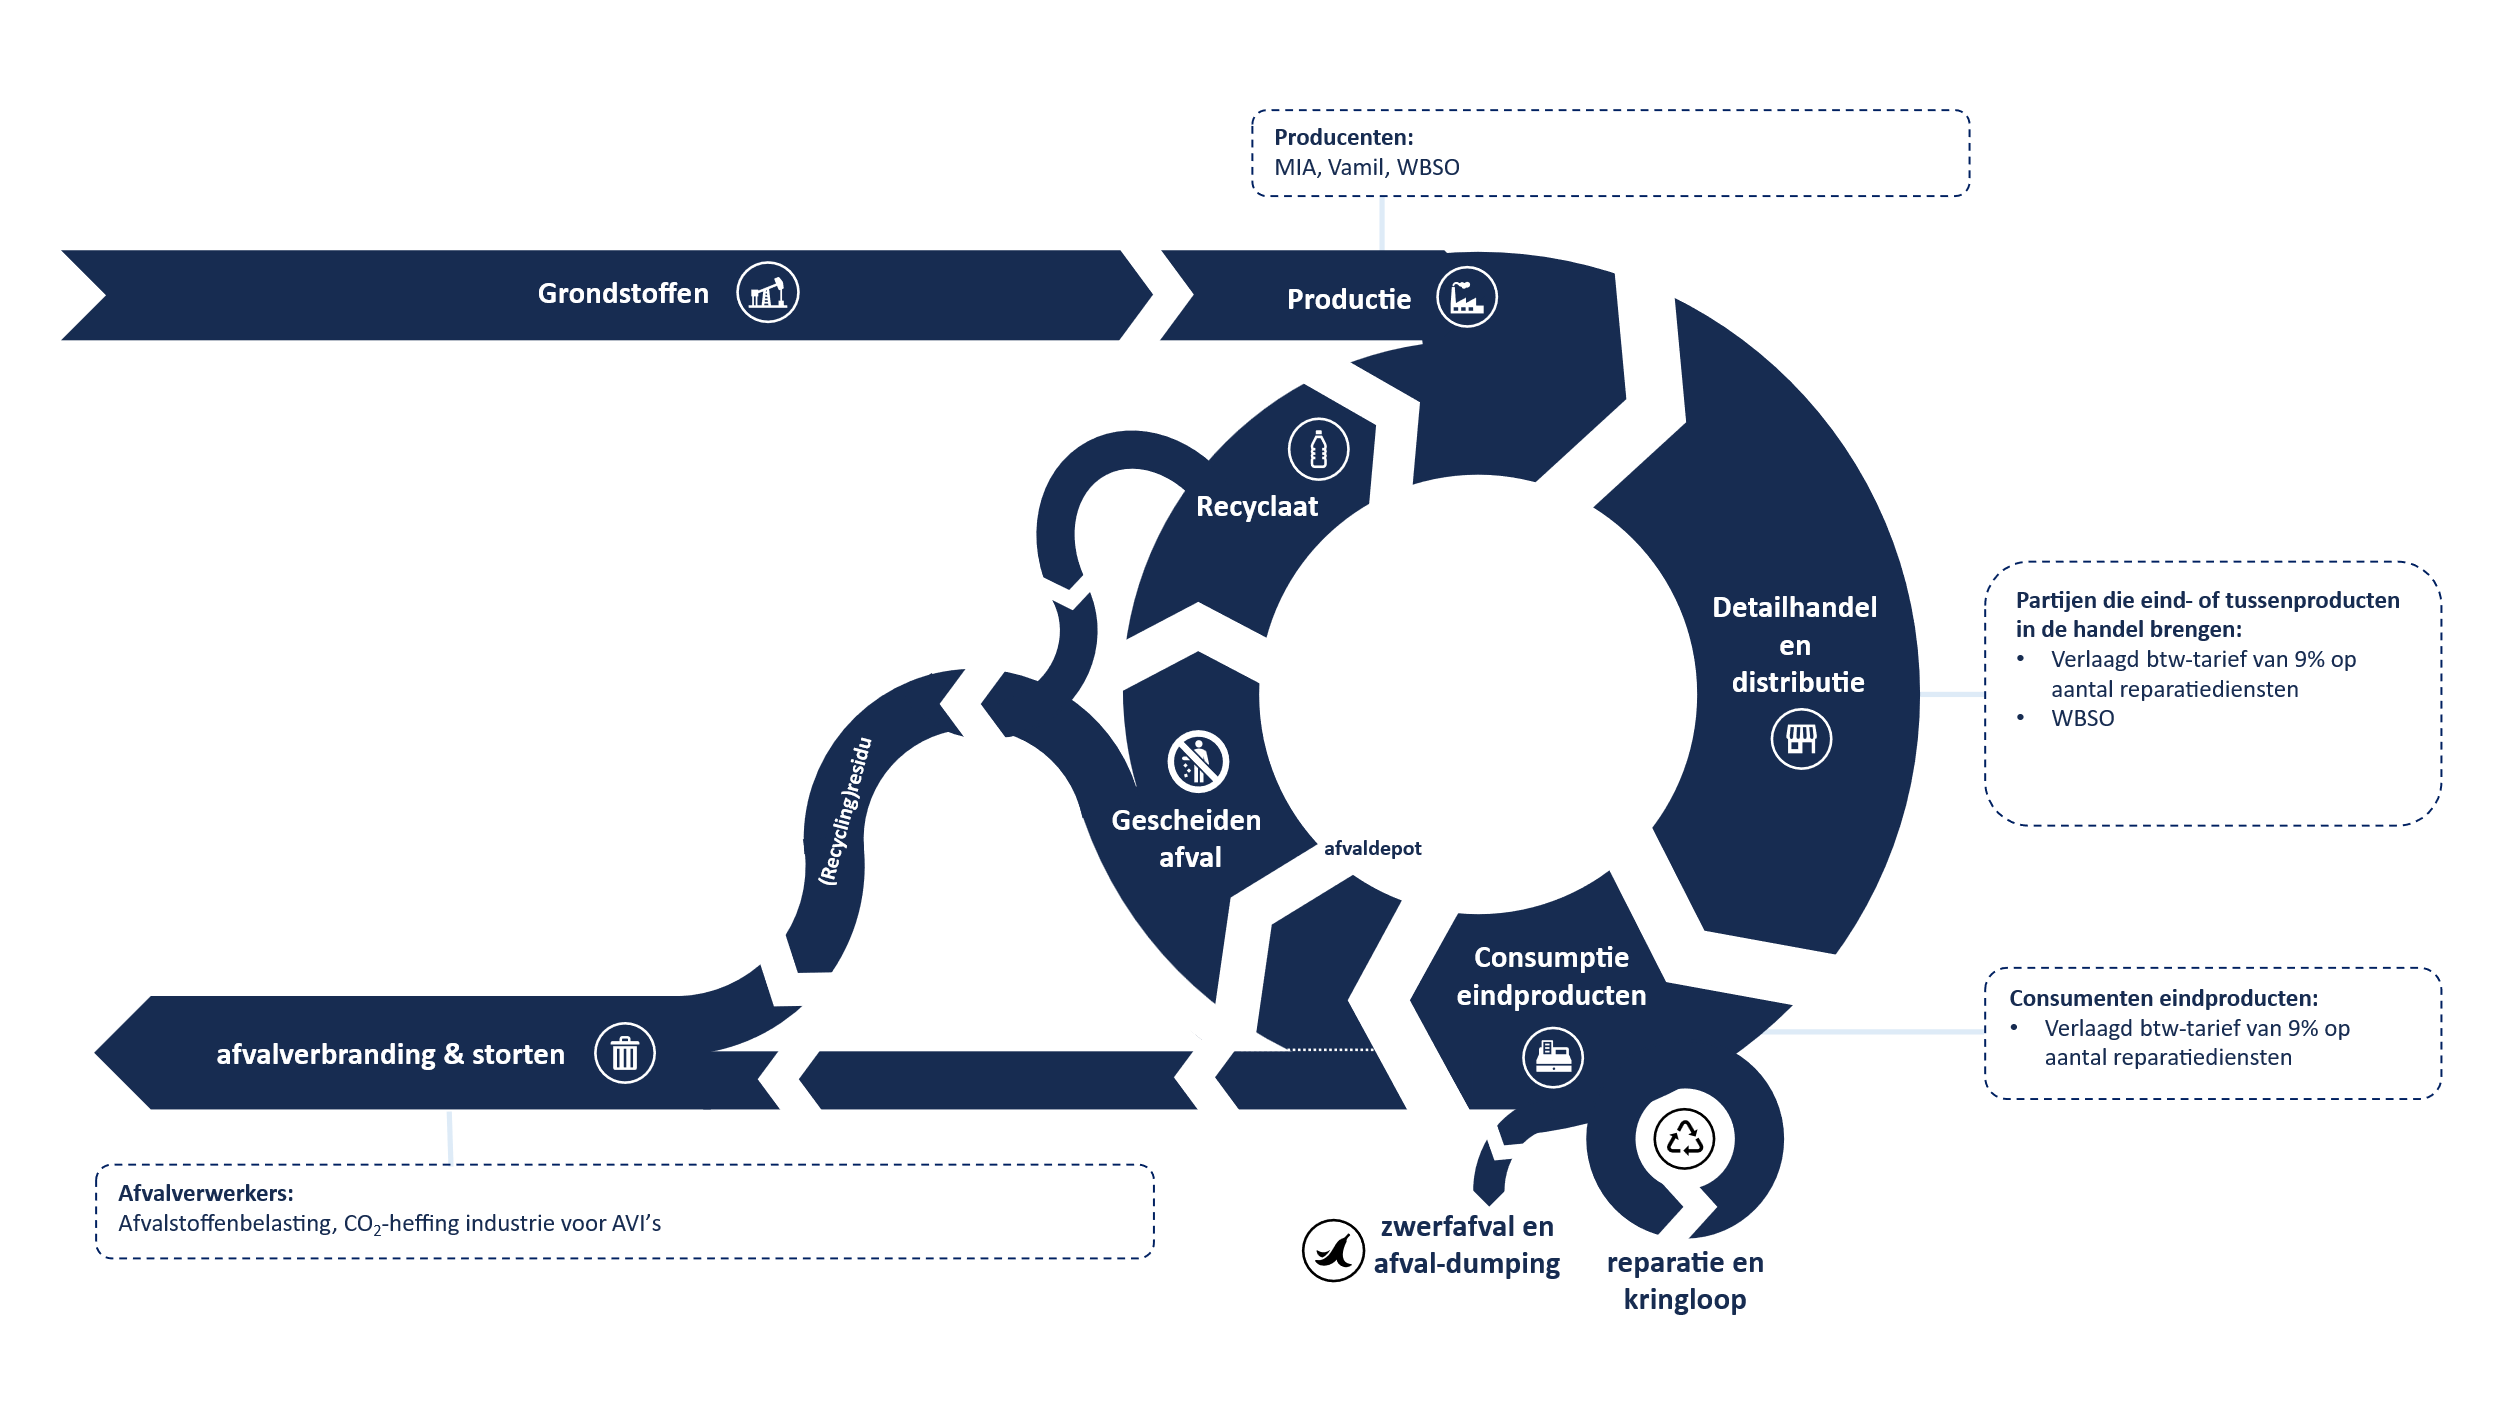 Producenten:
MIA, Vamil, WBSO
Grondstoffen
Productie
Recyclaat
Detailhandel
en
distributie
Partijen die eind- of tussenproducten
in de handel brengen:
• Verlaagd btw-tarief van 9% op
aantal reparatiediensten
• WBSO
(Recycling)residu
Gescheiden
afval
afvaldepot
Consumptie
eindproducten
Consumenten eindproducten:
• Verlaagd btw-tarief van 9% op
aantal reparatiediensten
afvalverbranding & storten
Afvalverwerkers:
Afvalstoffenbelasting, CO₂-heffing industrie voor AVI’s
zwerfafval en
afval-dumping
reparatie en
kringloop